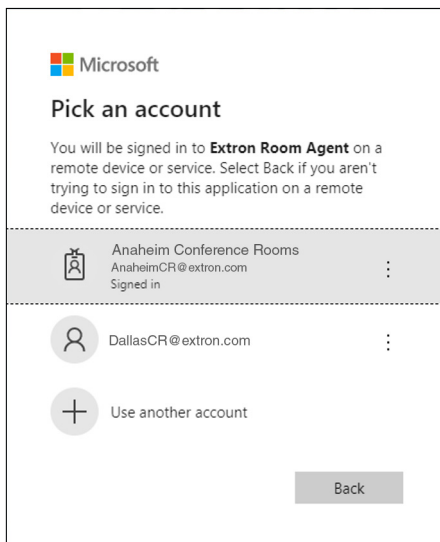 Microsoft
Pick an account
You will be signed in to Extron Room Agent on a
remote device or service. Select Back if you aren't
trying to sign in to this application on a remote
device or service.
Anaheim Conference Rooms
AnaheimCR@extron.com
Signed in
DallasCR@extron.com
Use another account
Back